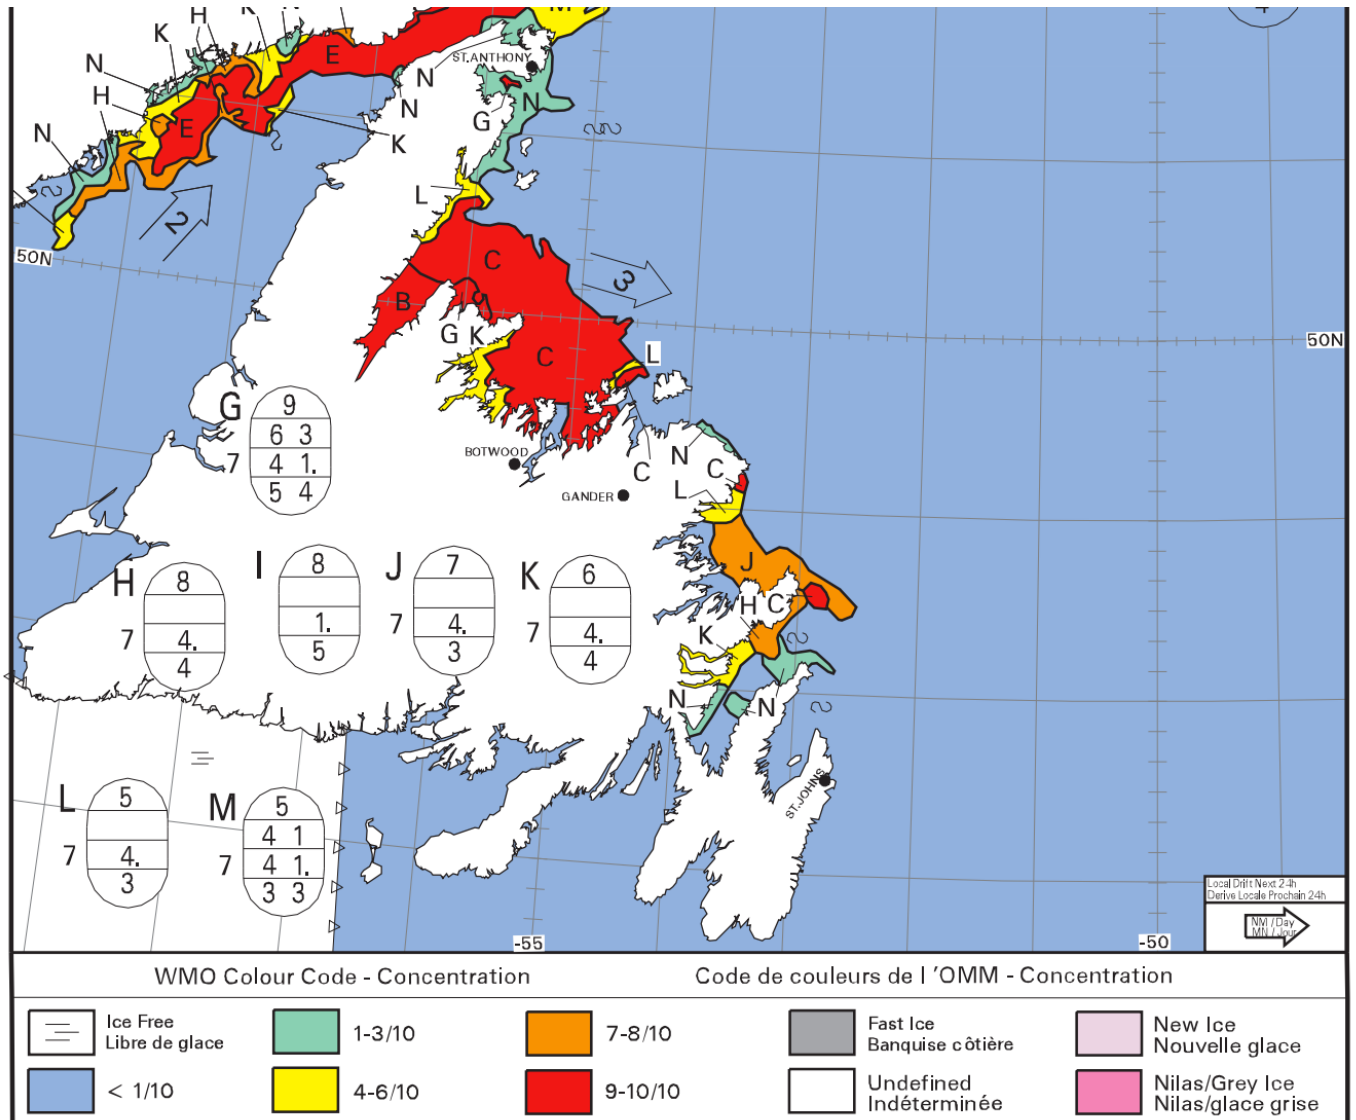 4
H
K
N
M
K
E
ST.ANTHONY
N
N
N
H
N
E
G
K
N
L
2
50N
C
3
B
G K
50N
C
L
G
9
6 3
7
4 1.
5 4
BOTWOOD
GANDER
C
N
C
L
H
8
7
4.
4
I
8
1.
5
J
7
7
4.
3
K
6
7
4.
4
J
H C
K
N
N
ST.JOHNS
L
5
7
4.
3
M
5
4 1
7
4 1.
3 3
-55
-50
Local Drift Next 24h
Derive Locale Prochain 24h
NM / Day
MN / Jour
WMO Colour Code - Concentration
Code de couleurs de l 'OMM - Concentration
Ice Free
Libre de glace
1-3/10
7-8/10
Fast Ice
Banquise côtière
New Ice
Nouvelle glace
< 1/10
4-6/10
9-10/10
Undefined
Indéterminée
Nilas/Grey Ice
Nilas/glace grise